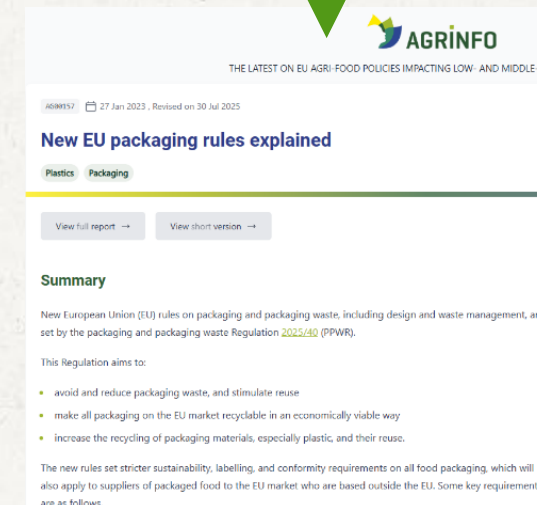 AGRINFO
THE LATEST ON EU AGRI-FOOD POLICIES IMPACTING LOW- AND MIDDLE-
27 Jan 2023 , Revised on 30 Jul 2025
New EU packaging rules explained
Plastics Packaging
View full report →
View short version →
Summary
New European Union (EU) rules on packaging and packaging waste, including design and waste management, ar
set by the packaging and packaging waste Regulation 2025/40 (PPWR).
This Regulation aims to:
• avoid and reduce packaging waste, and stimulate reuse
• make all packaging on the EU market recyclable in an economically viable way
• increase the recycling of packaging materials, especially plastic, and their reuse.
The new rules set stricter sustainability, labelling, and conformity requirements on all food packaging, which will
also apply to suppliers of packaged food to the EU market who are based outside the EU. Some key requirement
are as follows